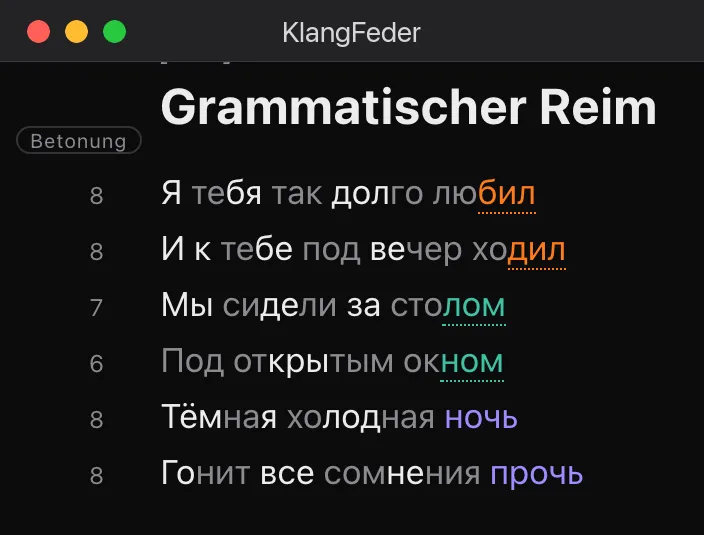 KlangFeder
Grammatischer Reim
Betonung
8 Я тебя так долго любил
8 И к тебе под вечер ходил
7 Мы сидели за столом
6 Под открытым окном
8 Тёмная холодная ночь
8 Гонит все сомнения прочь